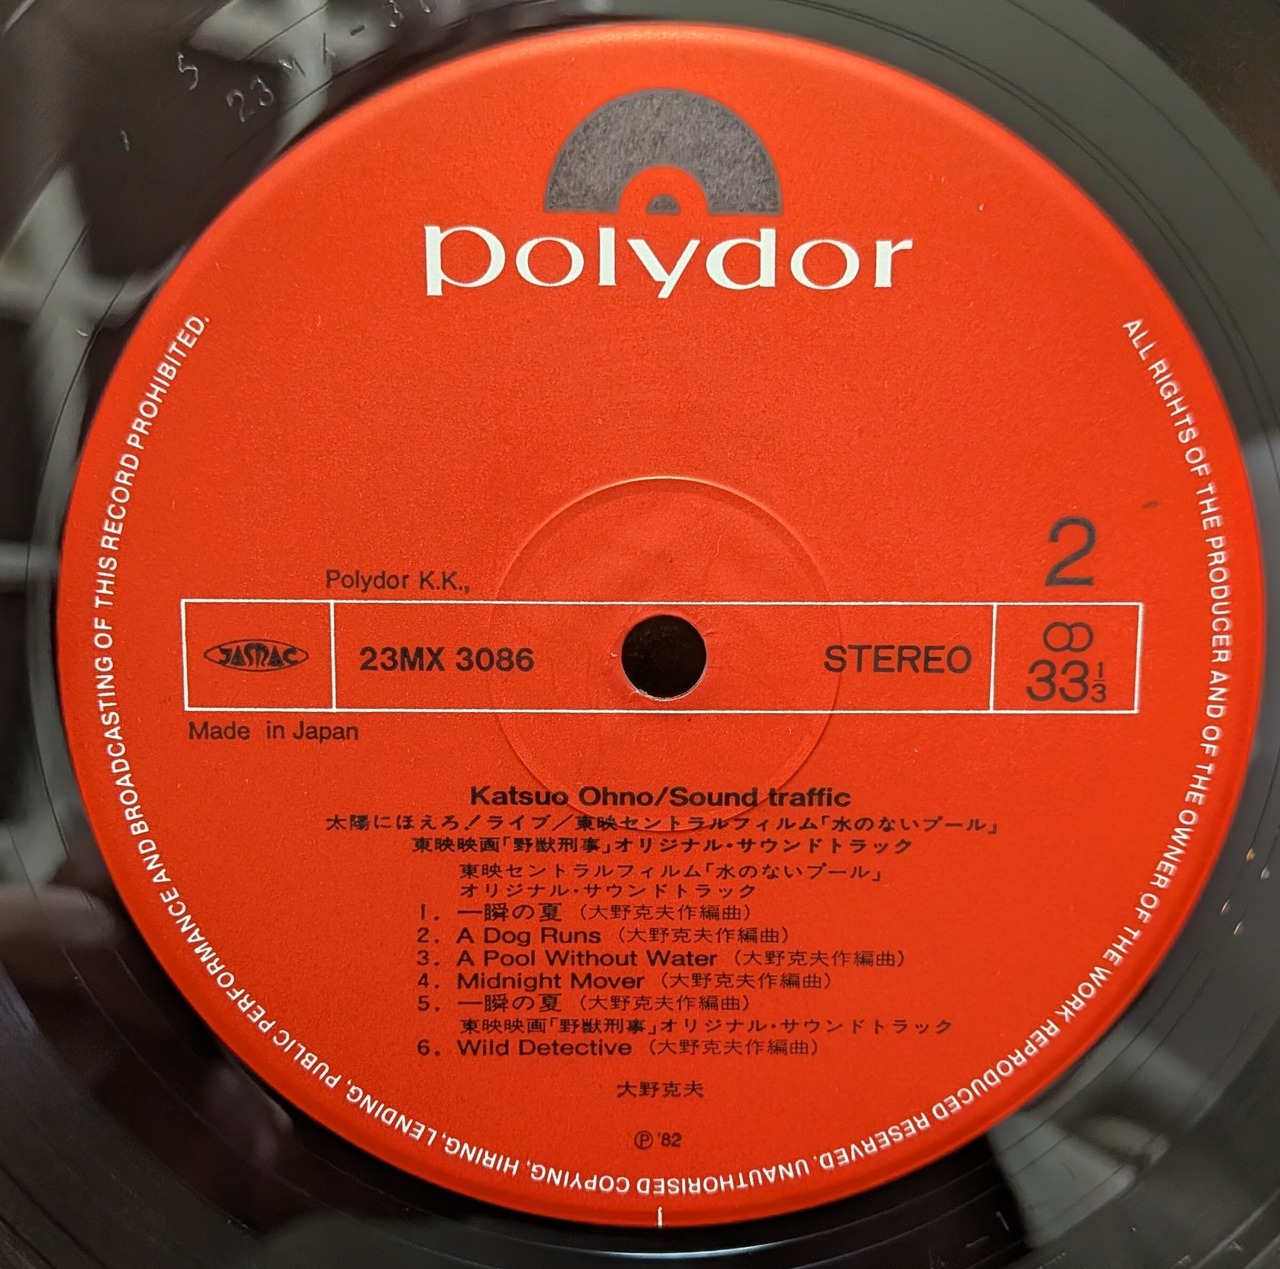 5
23MX-3
polydor
ALL RIGHTS OF THE PRODUCER AND OF THE OWNER OF THE WORK REPRODUCED RESERVED. UNAUTHORISED COPYING, HIRING, LENDING, PUBLIC PERFORMANCE AND BROADCASTING OF THIS RECORD PROHIBITED.
2
Polydor K.K.,
JASRAC
23MX 3086
STEREO
33 1/3
Made in Japan
Katsuo Ohno/Sound traffic
太陽にほえろ!ライブ/東映セントラルフィルム「水のないプール」
東映映画「野獣刑事」オリジナル・サウンドトラック
東映セントラルフィルム「水のないプール」
オリジナル・サウンドトラック
1. 一瞬の夏 (大野克夫作編曲)
2. A Dog Runs (大野克夫作編曲)
3. A Pool Without Water (大野克夫作編曲)
4. Midnight Mover (大野克夫作編曲)
5. 一瞬の夏 (大野克夫作編曲)
東映映画「野獣刑事」オリジナル・サウンドトラック
6. Wild Detective (大野克夫作編曲)
大野克夫
Ⓟ '82